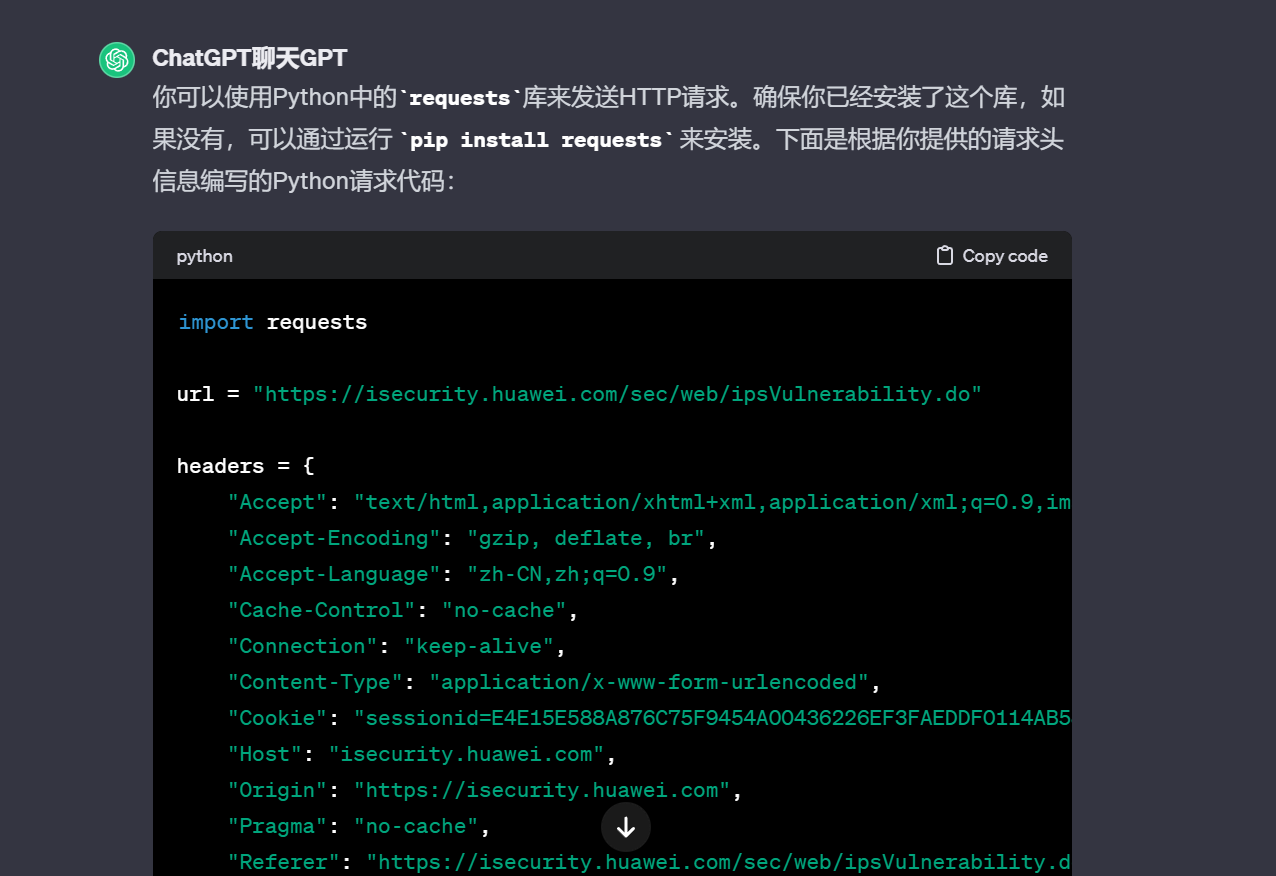 ChatGPT聊天GPT
你可以使用Python中的`requests`库来发送HTTP请求。确保你已经安装了这个库，如
果没有，可以通过运行 `pip install requests` 来安装。下面是根据你提供的请求头
信息编写的Python请求代码：
python Copy code
import requests
url = "https://isecurity.huawei.com/sec/web/ipsVulnerability.do"
headers = {
"Accept": "text/html,application/xhtml+xml,application/xml;q=0.9,im
"Accept-Encoding": "gzip, deflate, br",
"Accept-Language": "zh-CN,zh;q=0.9",
"Cache-Control": "no-cache",
"Connection": "keep-alive",
"Content-Type": "application/x-www-form-urlencoded",
"Cookie": "sessionid=E4E15E588A876C75F9454A00436226EF3FAEDDF0114AB5
"Host": "isecurity.huawei.com",
"Origin": "https://isecurity.huawei.com",
"Pragma": "no-cache",
"Referer": "https://isecurity.huawei.com/sec/web/ipsVulnerability.d